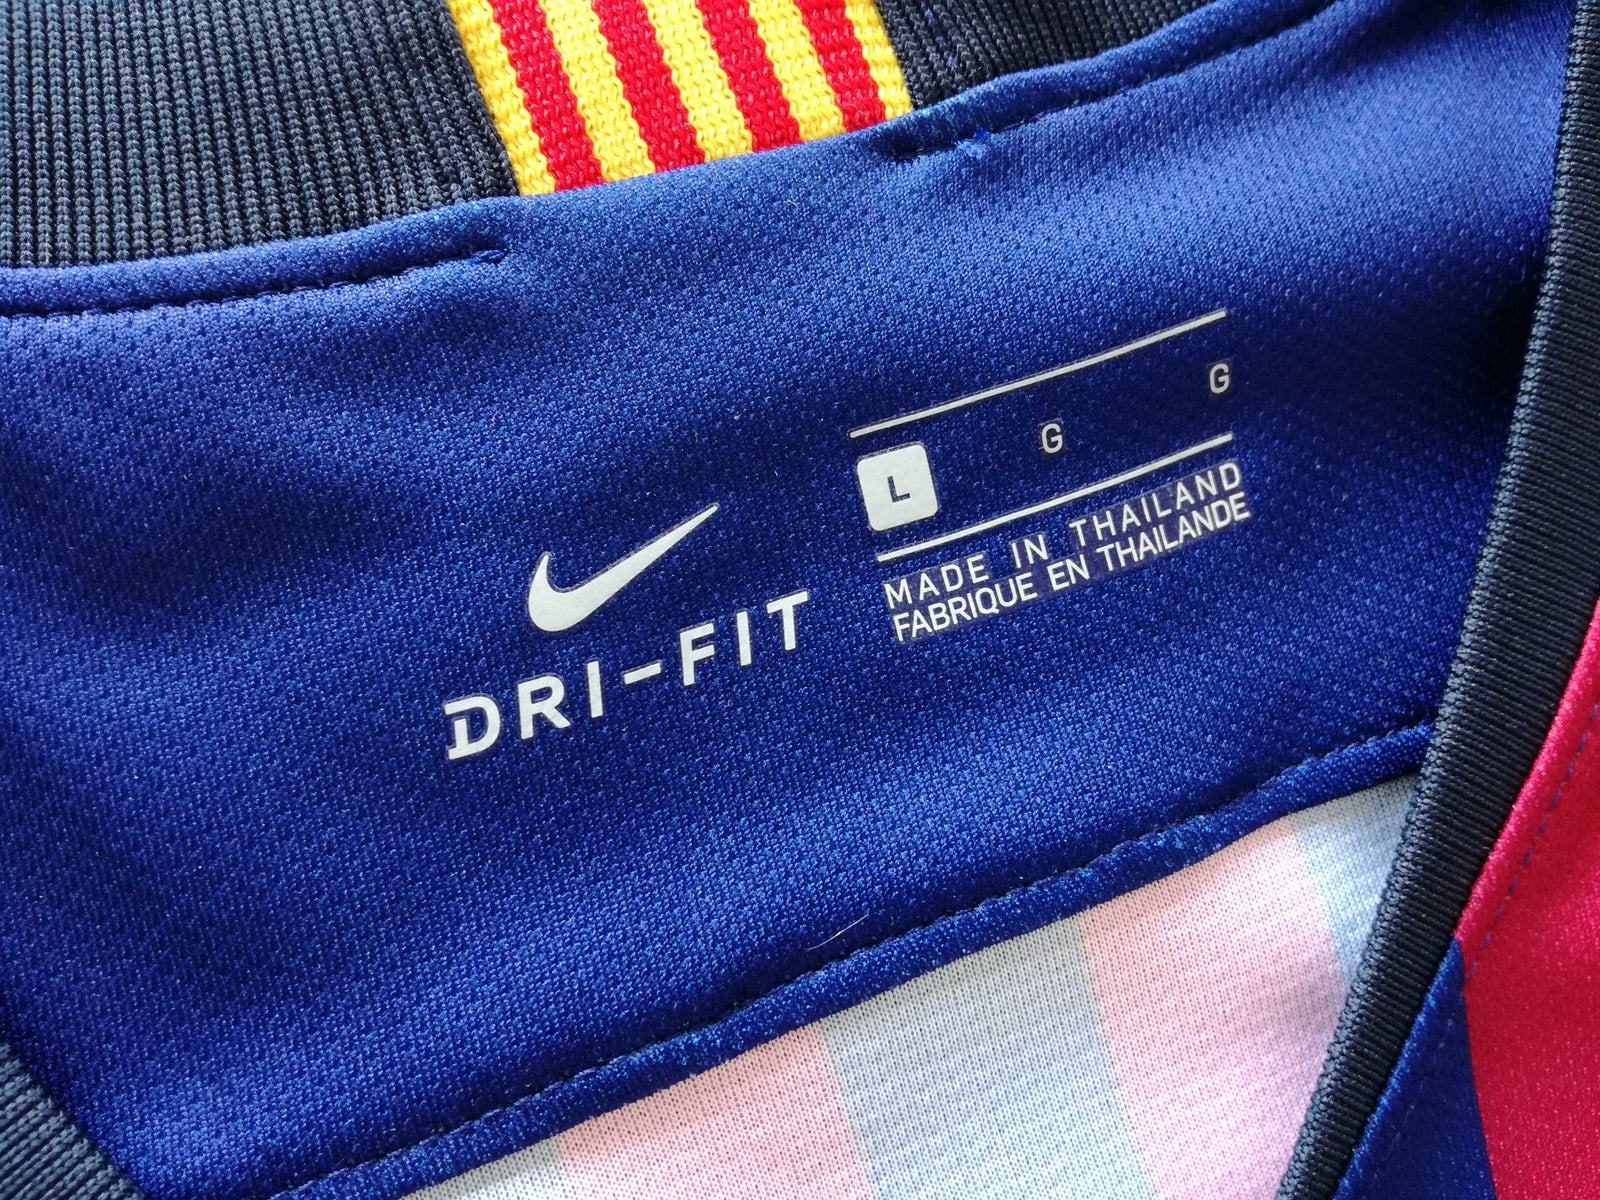 DRI-FIT
L G G
MADE IN THAILAND
FABRIQUE EN THAILANDE